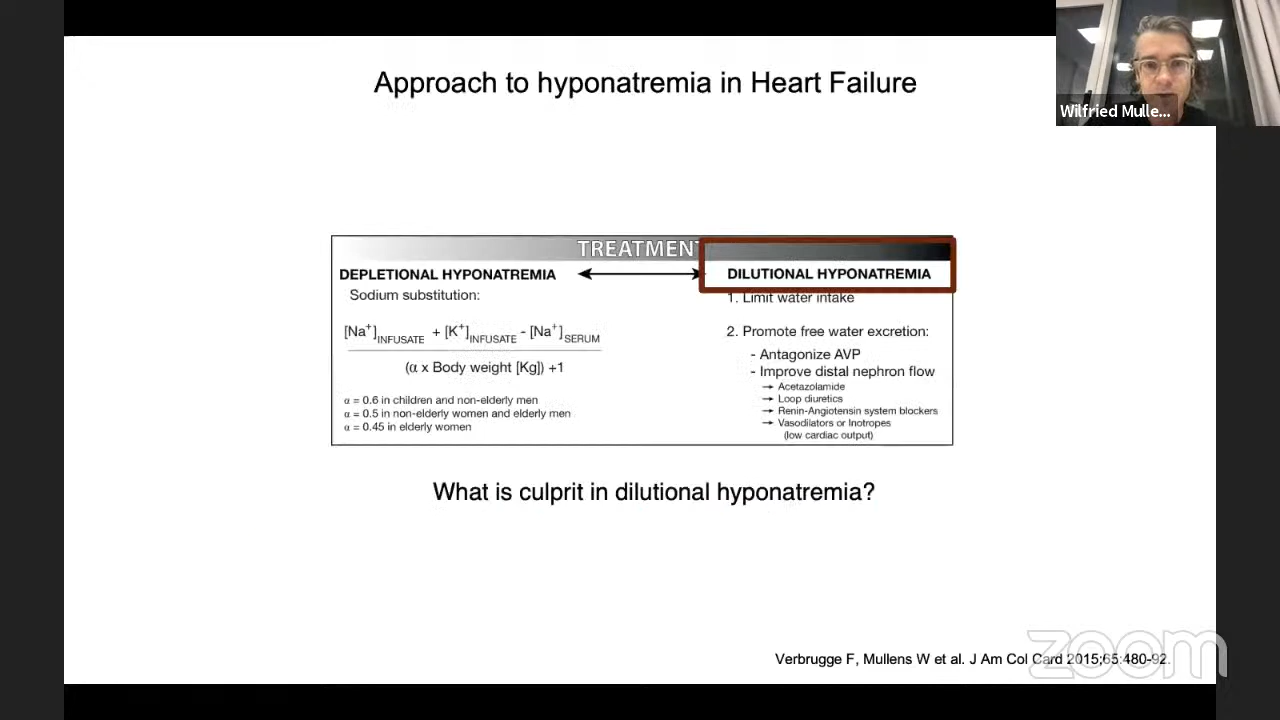 Approach to hyponatremia in Heart Failure
Wilfried Mulle...
TREATMENT
DEPLETIONAL HYPONATREMIA
Sodium substitution:
[Na+]INFUSATE + [K+]INFUSATE - [Na+]SERUM
(α x Body weight [Kg]) +1
α = 0.6 in children and non-elderly men
α = 0.5 in non-elderly women and elderly men
α = 0.45 in elderly women
DILUTIONAL HYPONATREMIA
1. Limit water intake
2. Promote free water excretion:
- Antagonize AVP
- Improve distal nephron flow
→ Acetazolamide
→ Loop diuretics
→ Renin-Angiotensin system blockers
→ Vasodilators or Inotropes
(low cardiac output)
What is culprit in dilutional hyponatremia?
Verbrugge F, Mullens W et al. J Am Col Card 2015;65:480-92.
zoom